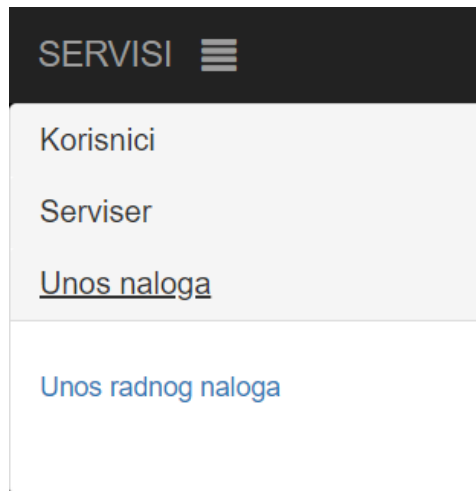 SERVISI
Korisnici
Serviser
Unos naloga
Unos radnog naloga